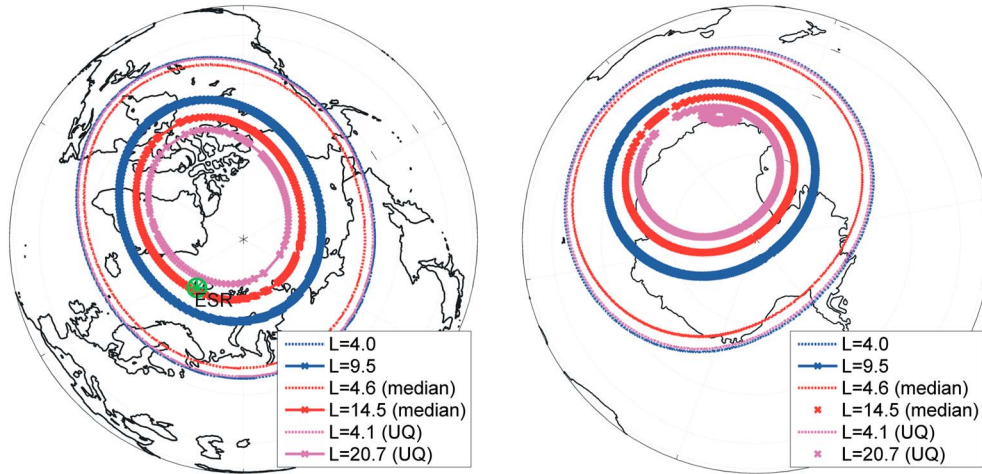 ESR
L=4.0
L=9.5
L=4.6 (median)
L=14.5 (median)
L=4.1 (UQ)
L=20.7 (UQ)
L=4.0
L=9.5
L=4.6 (median)
L=14.5 (median)
L=4.1 (UQ)
L=20.7 (UQ)